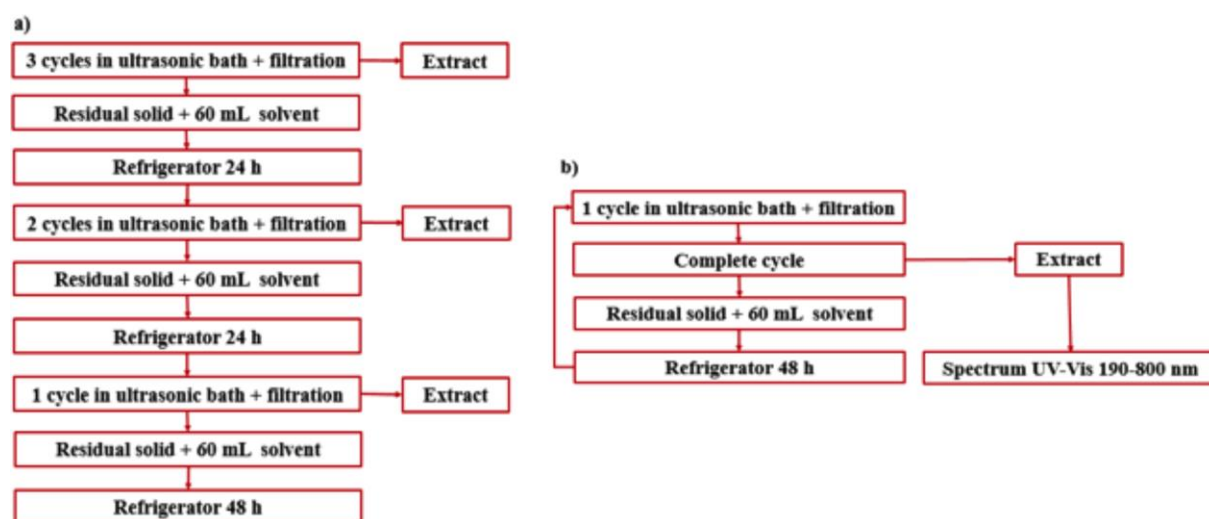 a)
3 cycles in ultrasonic bath + filtration
Extract
Residual solid + 60 mL solvent
Refrigerator 24 h
2 cycles in ultrasonic bath + filtration
Extract
Residual solid + 60 mL solvent
Refrigerator 24 h
1 cycle in ultrasonic bath + filtration
Extract
Residual solid + 60 mL solvent
Refrigerator 48 h
b)
1 cycle in ultrasonic bath + filtration
Complete cycle
Extract
Residual solid + 60 mL solvent
Refrigerator 48 h
Spectrum UV-Vis 190-800 nm